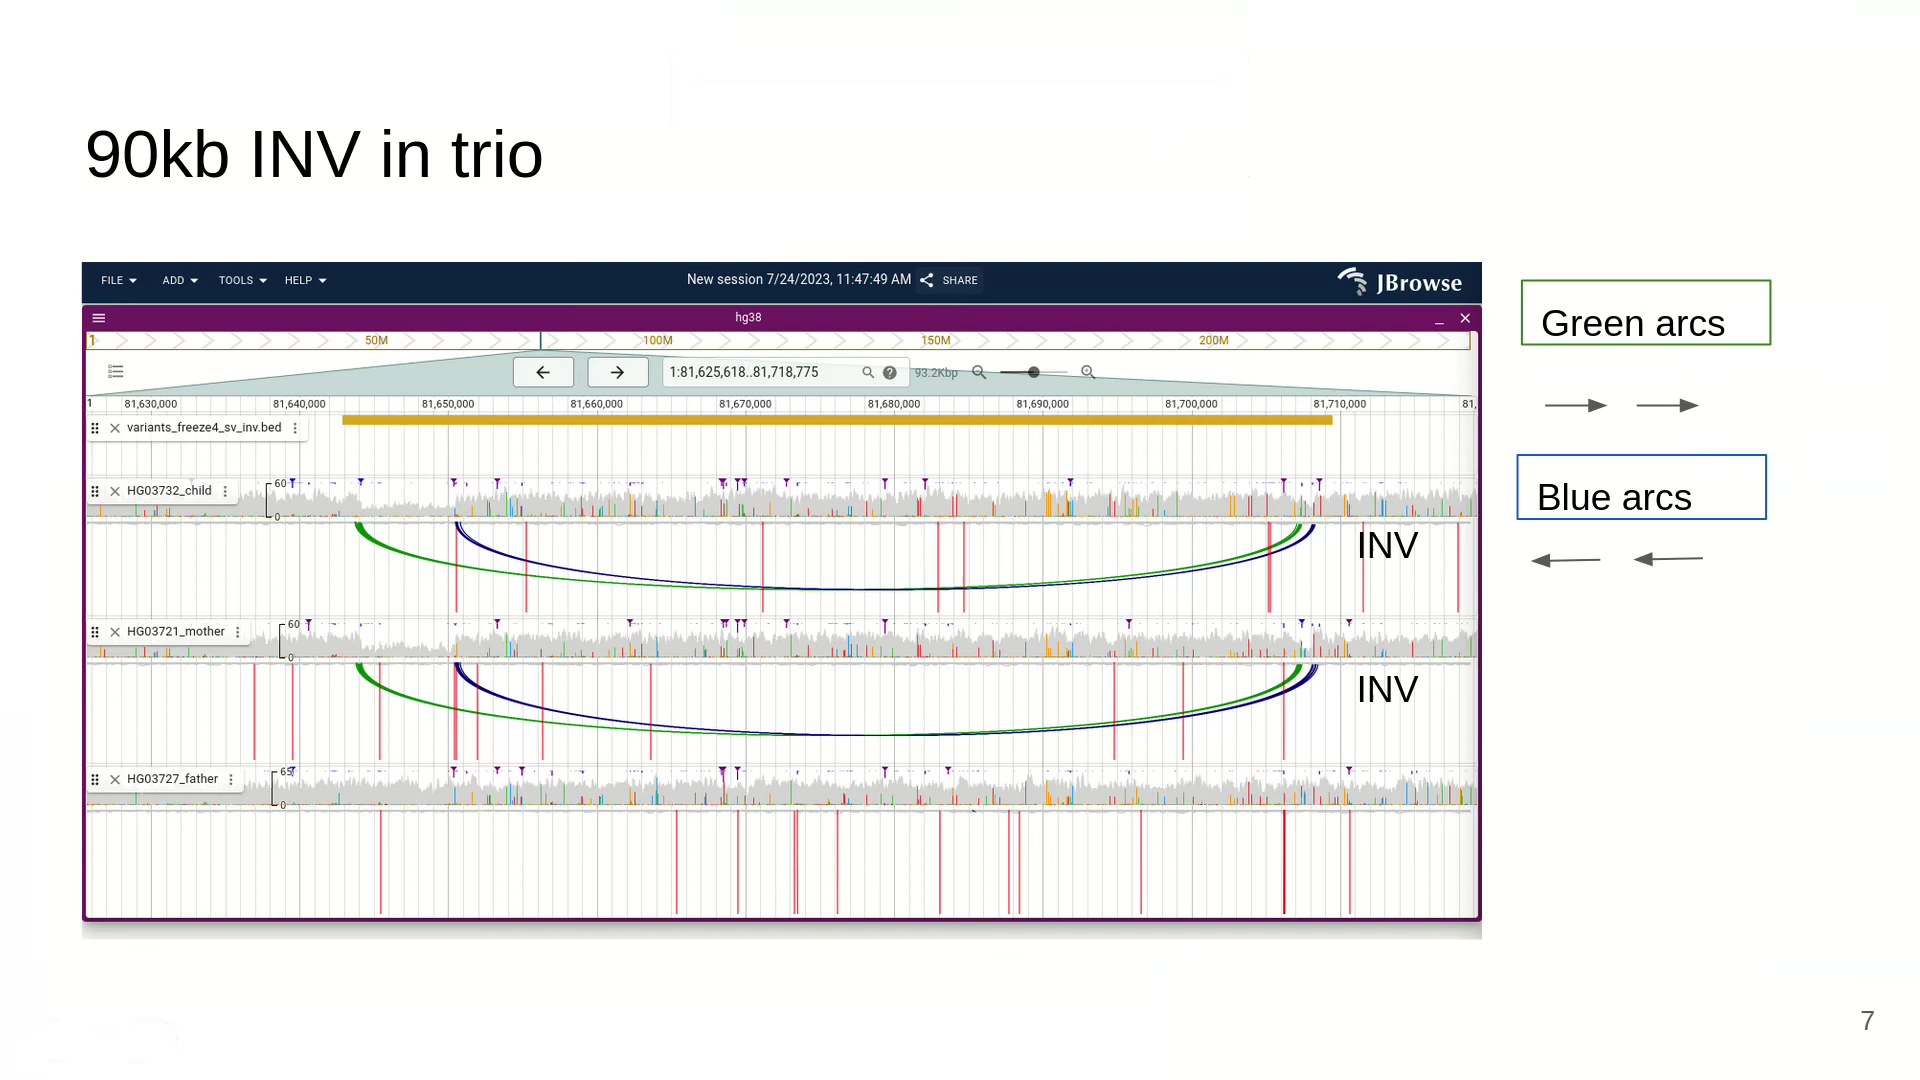 90kb INV in trio
FILE ADD TOOLS HELP New session 7/24/2023, 11:47:49 AM SHARE JBrowse
hg38
1 50M 100M 150M 200M
1:81,625,618..81,718,775 93.2Kbp
1 81,630,000 81,640,000 81,650,000 81,660,000 81,670,000 81,680,000 81,690,000 81,700,000 81,710,000 81,
variants_freeze4_sv_inv.bed
HG03732_child 60 0
INV
HG03721_mother 60 0
INV
HG03727_father 65 0
Green arcs
Blue arcs
7